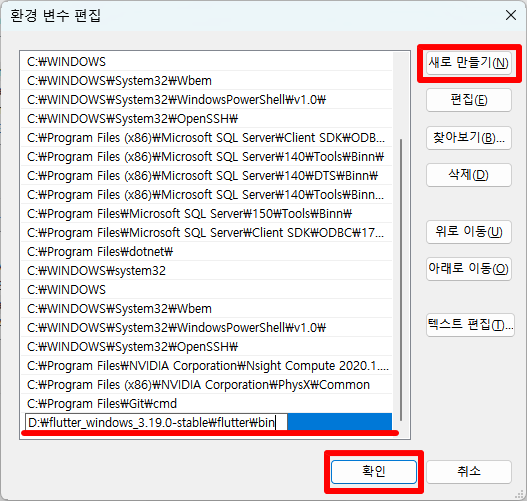 환경 변수 편집
C:₩WINDOWS
C:₩WINDOWS₩System32₩Wbem
C:₩WINDOWS₩System32₩WindowsPowerShell₩v1.0₩
C:₩WINDOWS₩System32₩OpenSSH₩
C:₩Program Files (x86)₩Microsoft SQL Server₩Client SDK₩ODB...
C:₩Program Files (x86)₩Microsoft SQL Server₩140₩Tools₩Binn₩
C:₩Program Files (x86)₩Microsoft SQL Server₩140₩DTS₩Binn₩
C:₩Program Files (x86)₩Microsoft SQL Server₩140₩Tools₩Binn...
C:₩Program Files₩Microsoft SQL Server₩150₩Tools₩Binn₩
C:₩Program Files₩Microsoft SQL Server₩Client SDK₩ODBC₩17...
C:₩Program Files₩dotnet₩
C:₩WINDOWS₩system32
C:₩WINDOWS
C:₩WINDOWS₩System32₩Wbem
C:₩WINDOWS₩System32₩WindowsPowerShell₩v1.0₩
C:₩WINDOWS₩System32₩OpenSSH₩
C:₩Program Files₩NVIDIA Corporation₩Nsight Compute 2020.1....
C:₩Program Files (x86)₩NVIDIA Corporation₩PhysX₩Common
C:₩Program Files₩Git₩cmd
D:₩flutter_windows_3.19.0-stable₩flutter₩bin
새로 만들기(N)
편집(E)
찾아보기(B)...
삭제(D)
위로 이동(U)
아래로 이동(O)
텍스트 편집(T)...
확인
취소